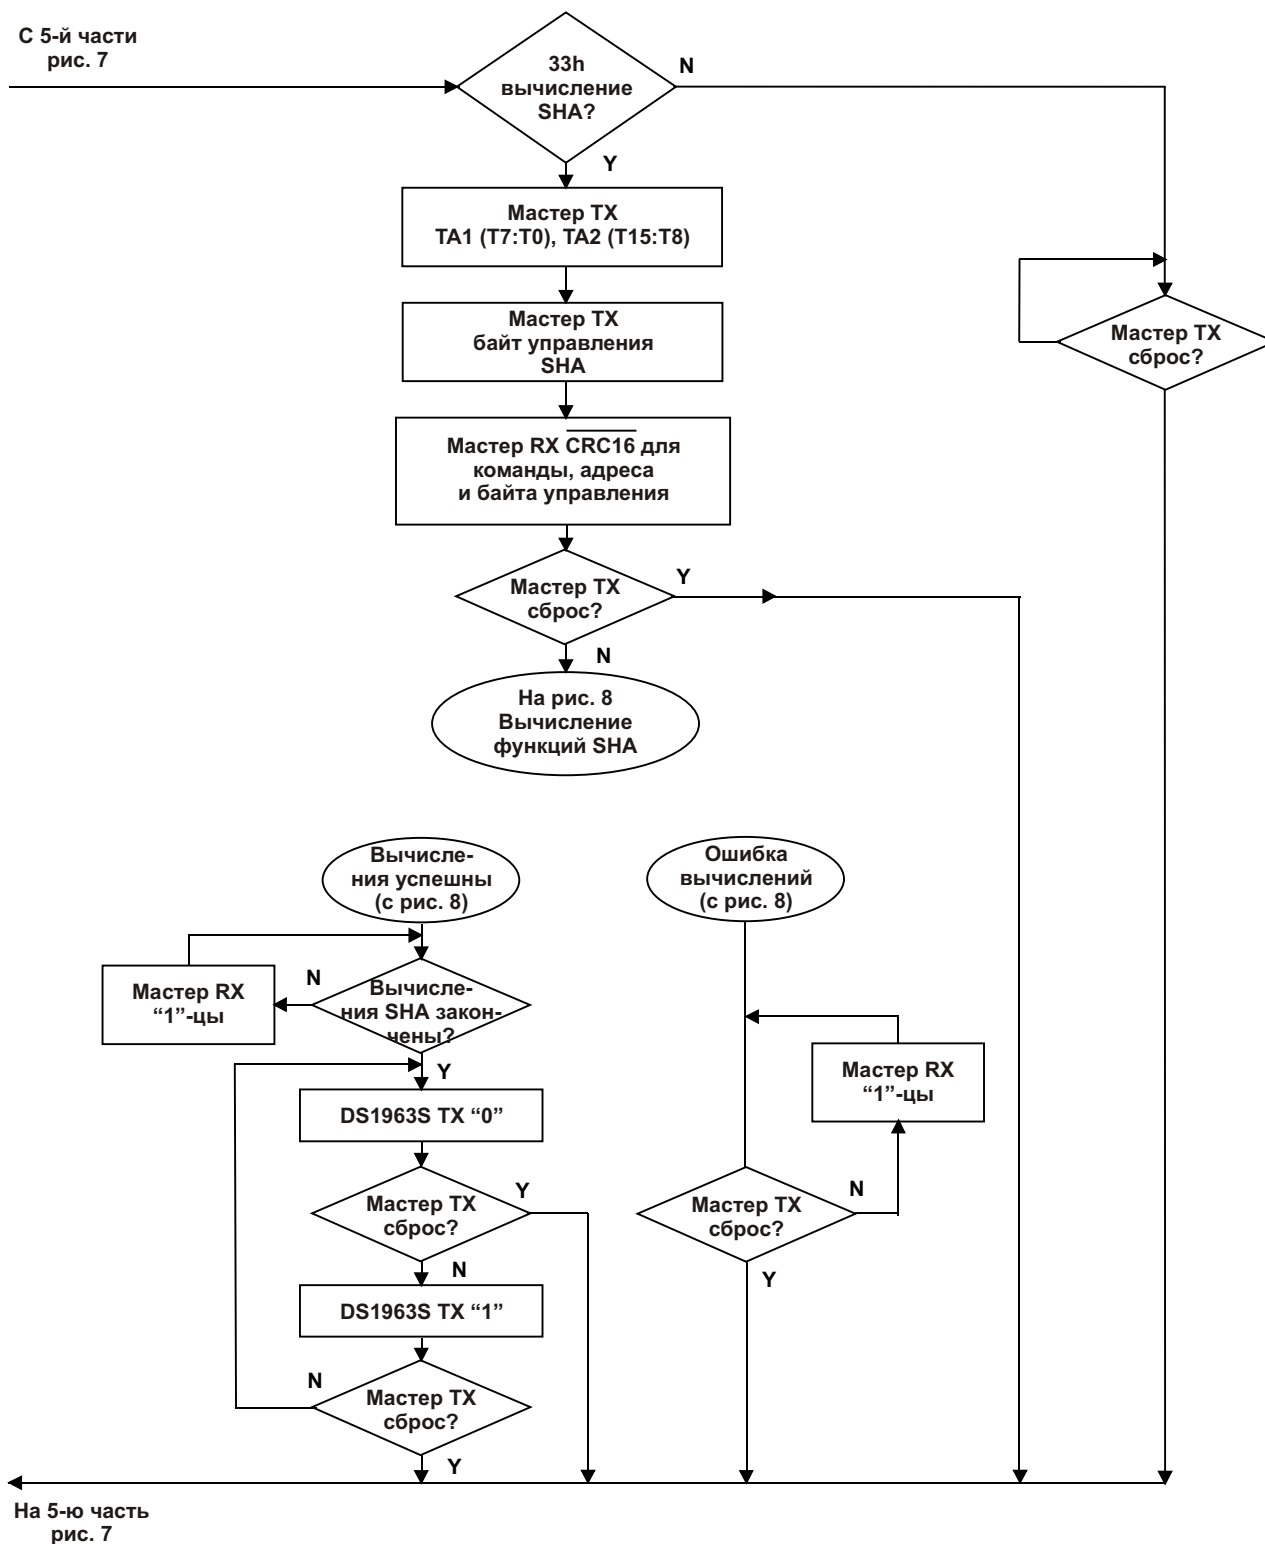 С 5-й части
рис. 7
33h
вычисление
SHA?
N
Y
Мастер TX
TA1 (T7:T0), TA2 (T15:T8)
Мастер TX
байт управления
SHA
Мастер TX
сброс?
Мастер RX CRC16 для
команды, адреса
и байта управления
Мастер TX
сброс?
Y
N
На рис. 8
Вычисление
функций SHA
Вычисле-
ния успешны
(с рис. 8)
Ошибка
вычислений
(с рис. 8)
Мастер RX
“1”-цы
N
Вычисле-
ния SHA закон-
чены?
Y
Мастер RX
“1”-цы
DS1963S TX “0”
Мастер TX
сброс?
Y
N
Мастер TX
сброс?
N
Y
DS1963S TX “1”
N
Мастер TX
сброс?
Y
На 5-ю часть
рис. 7